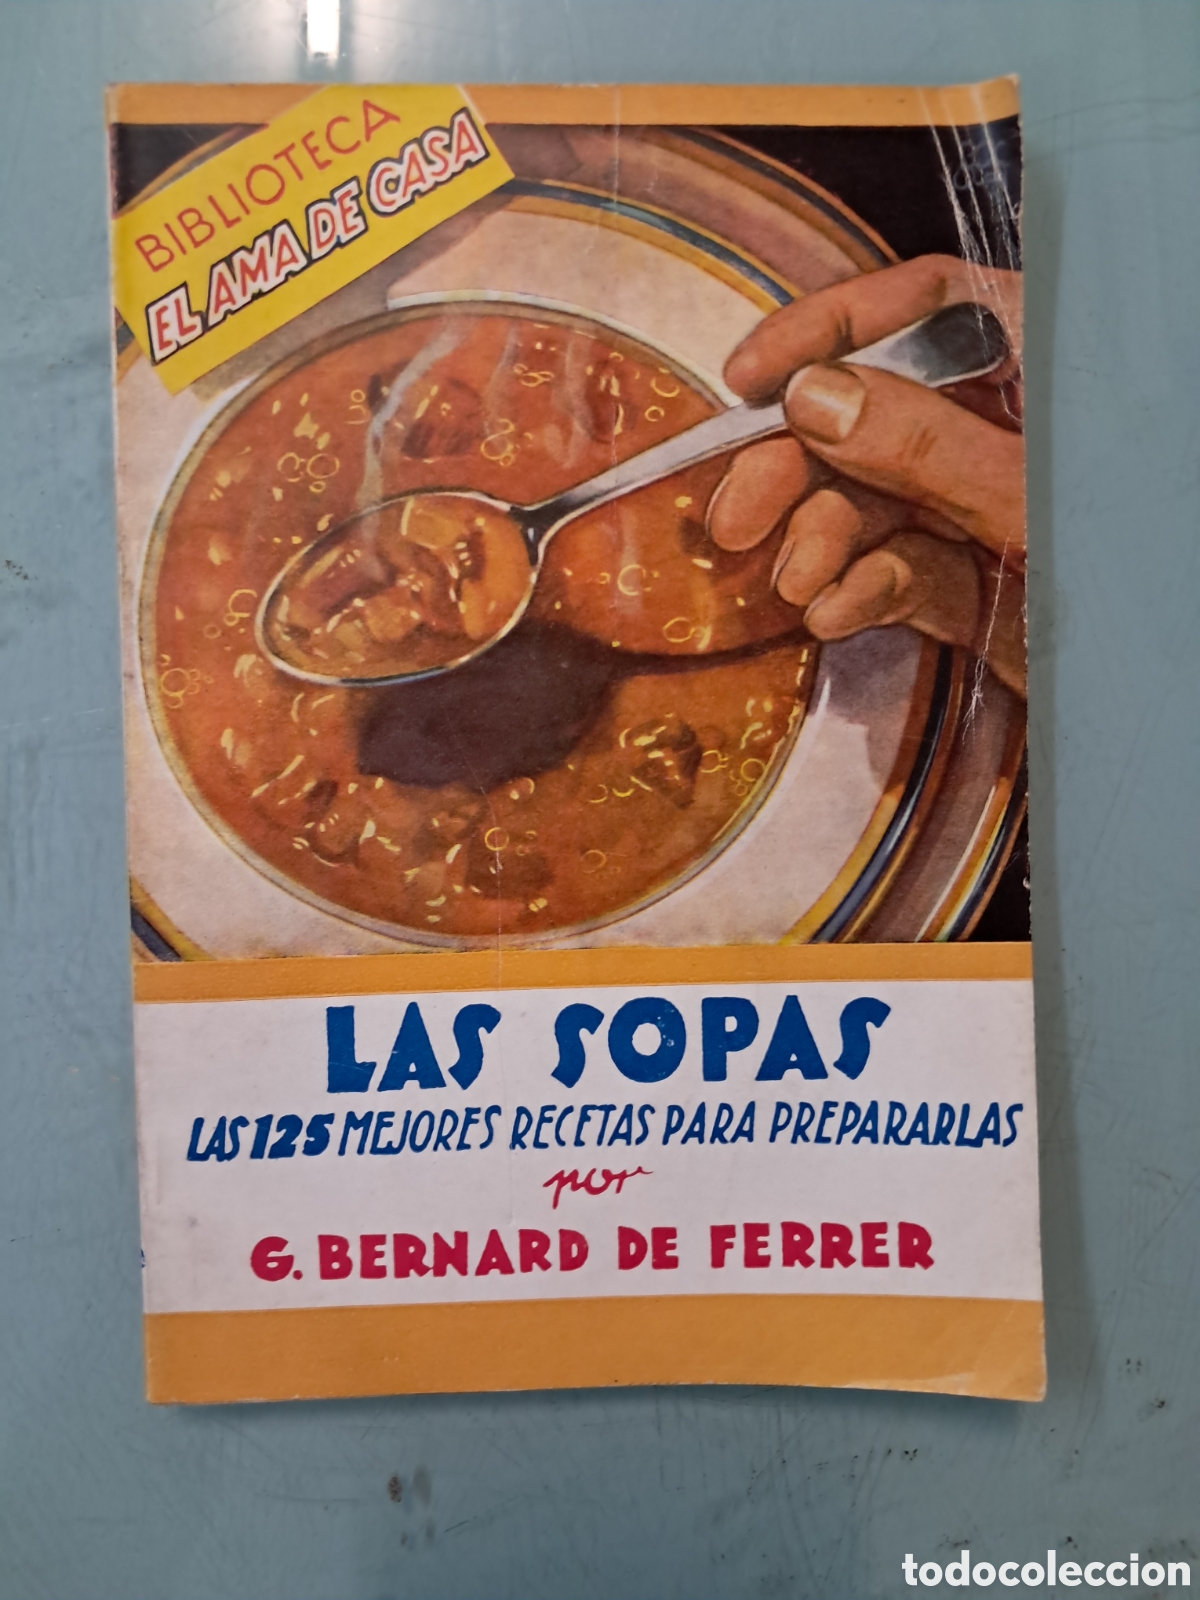 BIBLIOTECA
EL AMA DE CASA
LAS SOPAS
LAS 125 MEJORES RECETAS PARA PREPARARLAS
por
G. BERNARD DE FERRER
todocoleccion